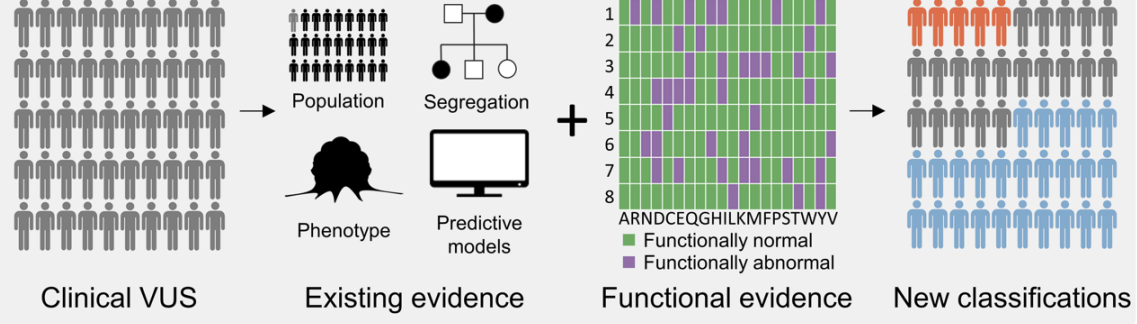 1
2
3
4
5
6
7
8
ARNDCEQGHILKMFPSTWYV
Population
Segregation
Phenotype
Predictive
models
Functionally normal
Functionally abnormal
Clinical VUS
Existing evidence
Functional evidence
New classifications